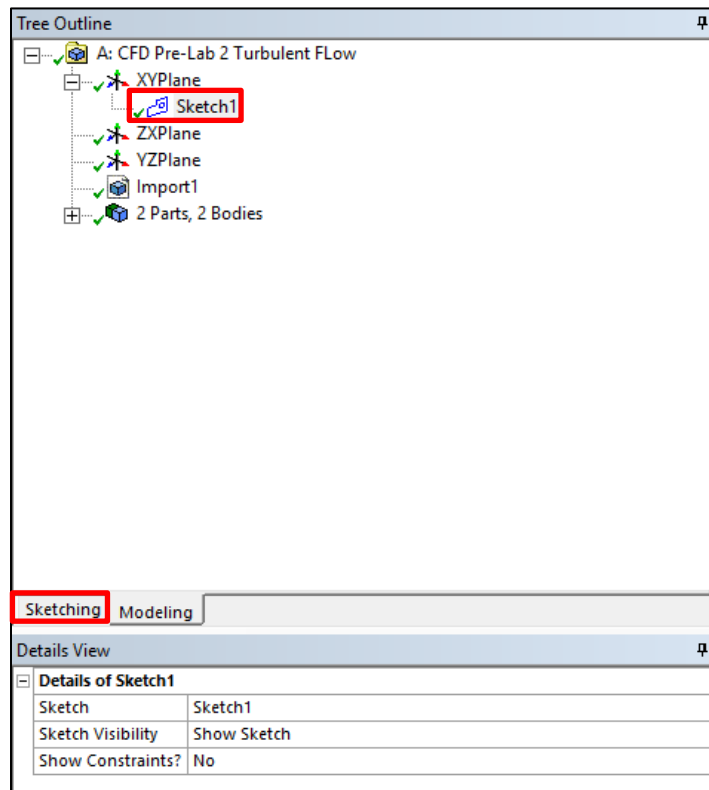 Tree Outline
A: CFD Pre-Lab 2 Turbulent FLow
XYPlane
Sketch1
ZXPlane
YZPlane
Import1
2 Parts, 2 Bodies
Sketching Modeling
Details View
Details of Sketch1
Sketch Sketch1
Sketch Visibility Show Sketch
Show Constraints? No